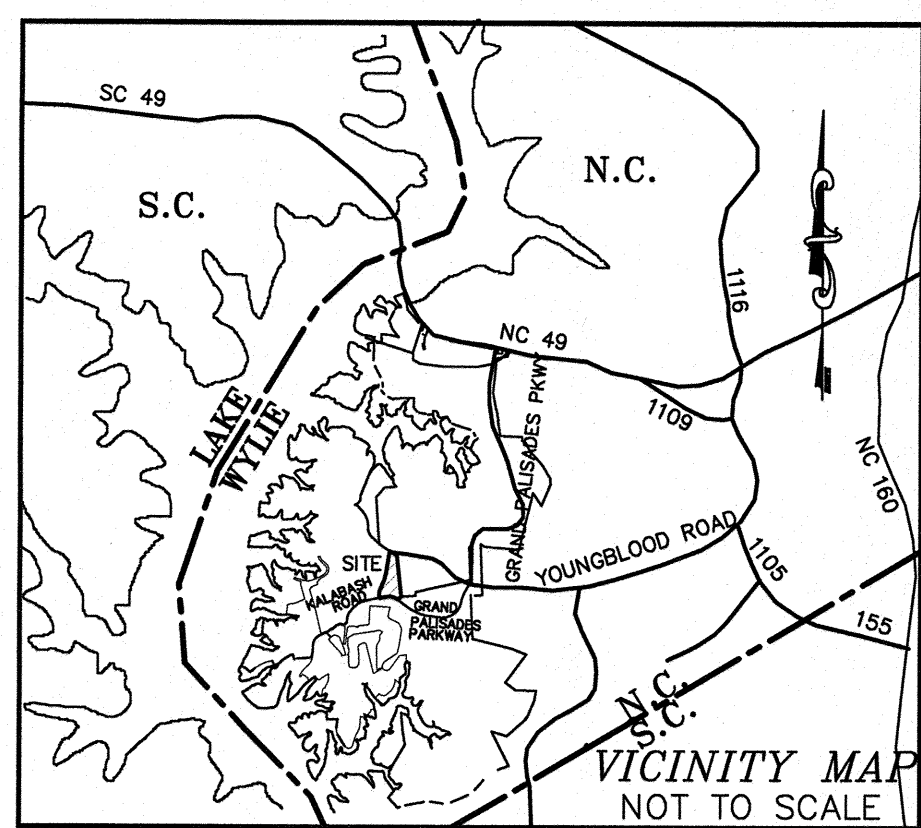 SC 49
S.C.
N.C.
1116
NC 49
1109
NC 160
LAKE
WYLIE
GRAND PALISADES PKWY
YOUNGBLOOD ROAD
1105
155
SITE
KALABASH
ROAD
GRAND
PALISADES
PARKWAY
N.C.
S.C.
VICINITY MAP
NOT TO SCALE